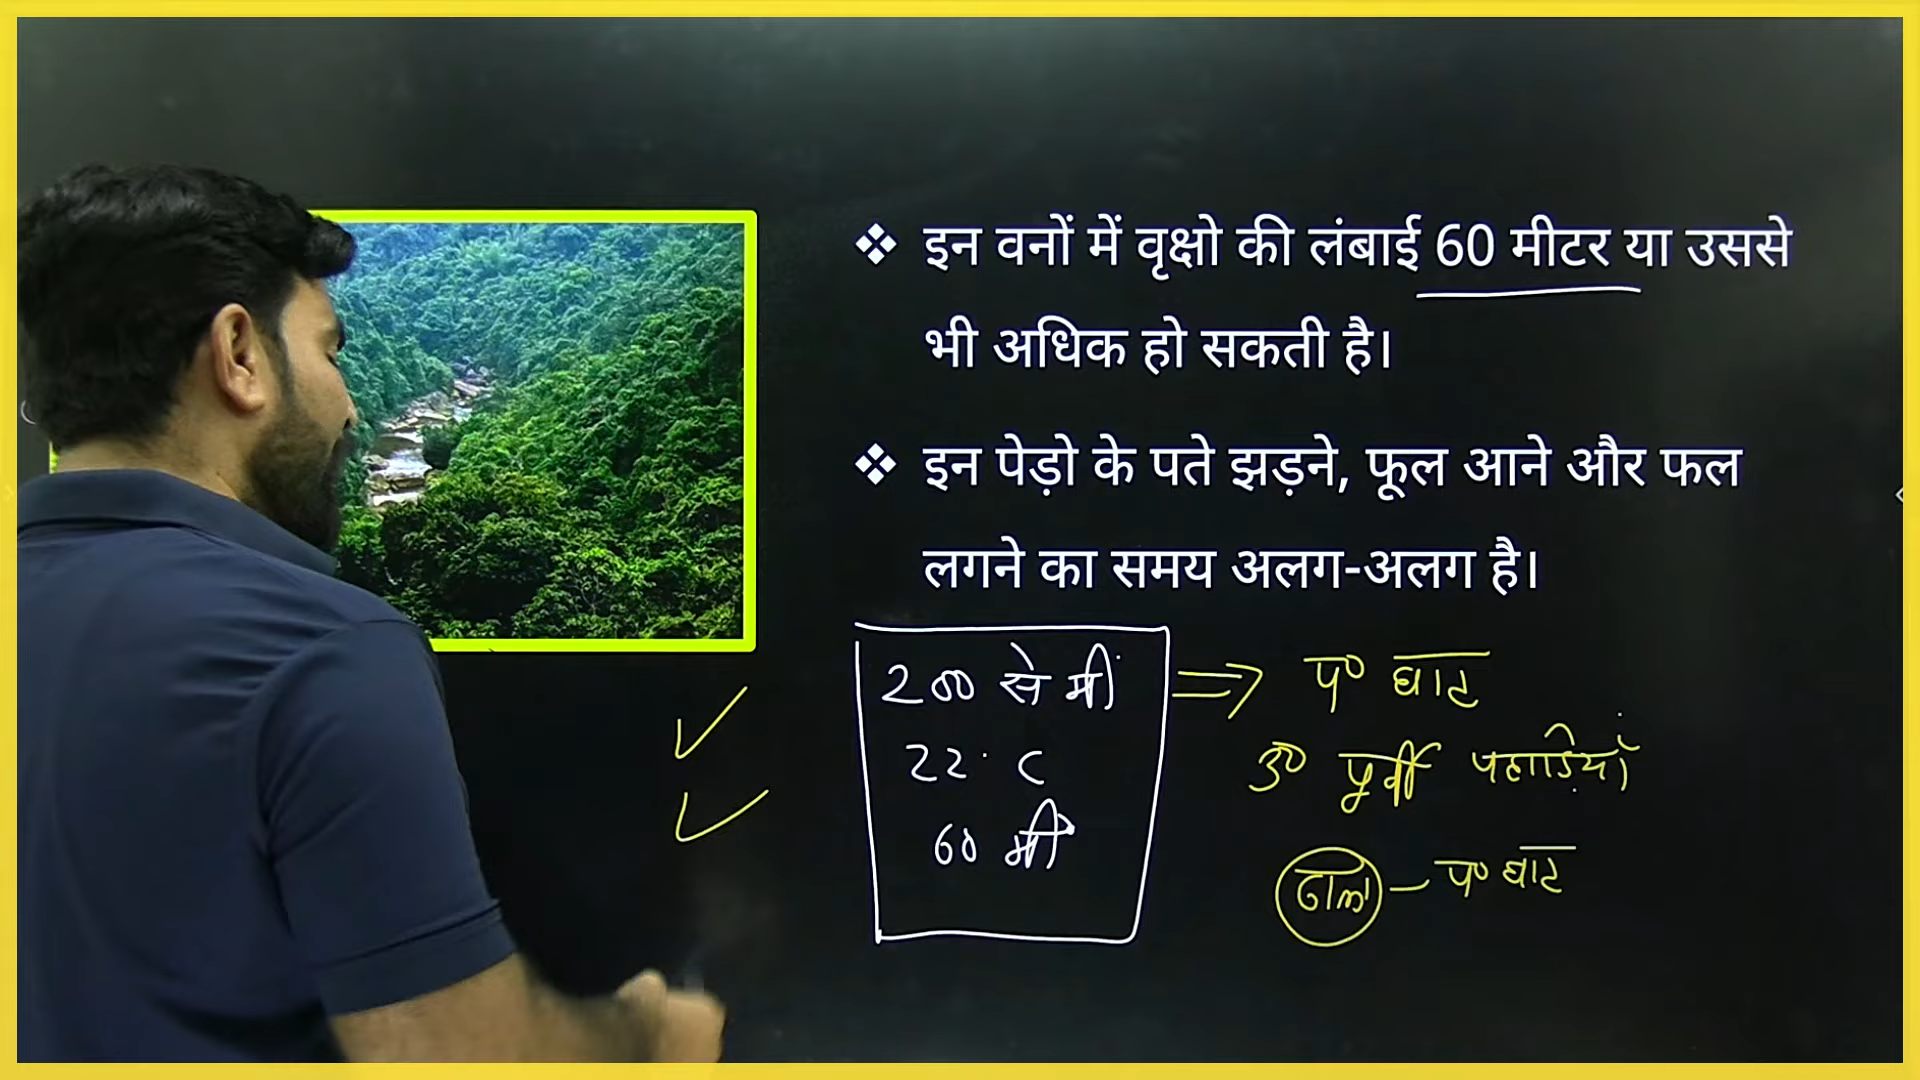 ❖ इन वनों में वृक्षो की लंबाई 60 मीटर या उससे
भी अधिक हो सकती है।
❖ इन पेड़ो के पते झड़ने, फूल आने और फल
लगने का समय अलग-अलग है।
200 से मी
22° C
60 मी
⇒ प० घाट
उ० पूर्वी पहाड़ियाँ
ढाल – प० घाट